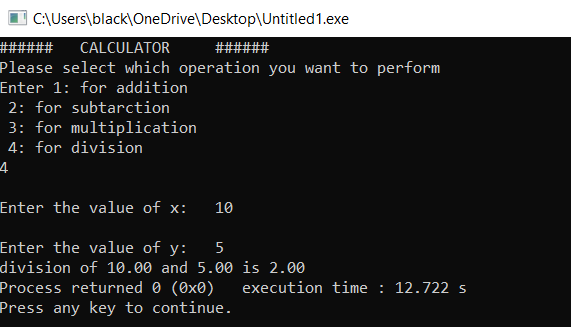 C:\Users\black\OneDrive\Desktop\Untitled1.exe
###### CALCULATOR ######
Please select which operation you want to perform
Enter 1: for addition
2: for subtarction
3: for multiplication
4: for division
4
Enter the value of x: 10
Enter the value of y: 5
division of 10.00 and 5.00 is 2.00
Process returned 0 (0x0) execution time : 12.722 s
Press any key to continue.